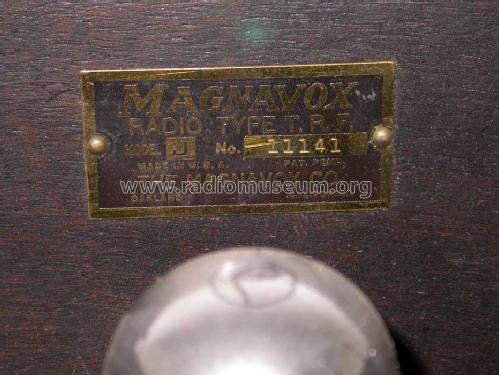 MAGNAVOX
RADIO TYPE T.R.F.
MODEL J No. 11141
MADE IN U.S.A. PAT. PEND.
THE MAGNAVOX CO.
www.radiomuseum.org
OAKLAND